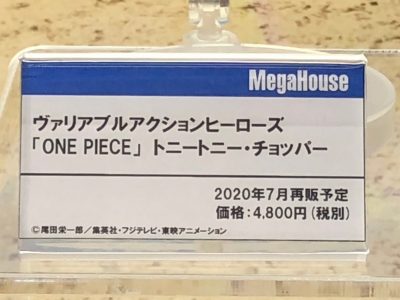 MegaHouse
ヴァリアブルアクションヒーローズ
「ONE PIECE」トニートニー・チョッパー
2020年7月再販予定
価格:4,800円(税別)
©尾田栄一郎/集英社・フジテレビ・東映アニメーション